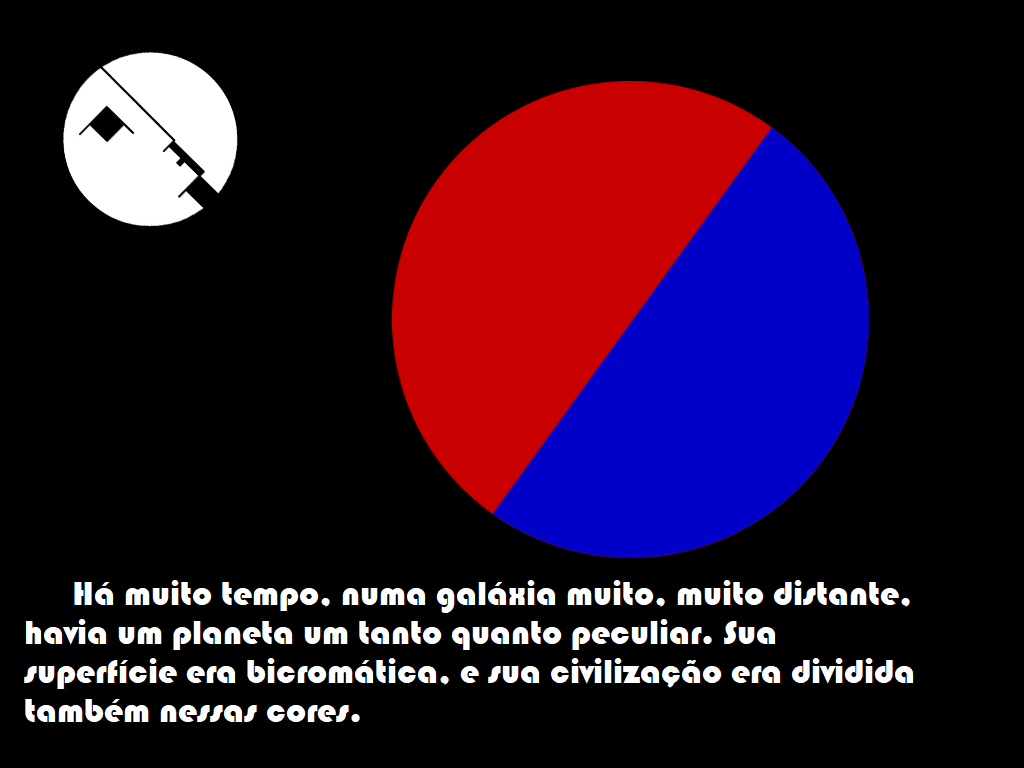 Há muito tempo, numa galáxia muito, muito distante,
havia um planeta um tanto quanto peculiar. Sua
superfície era bicromática, e sua civilização era dividida
também nessas cores.